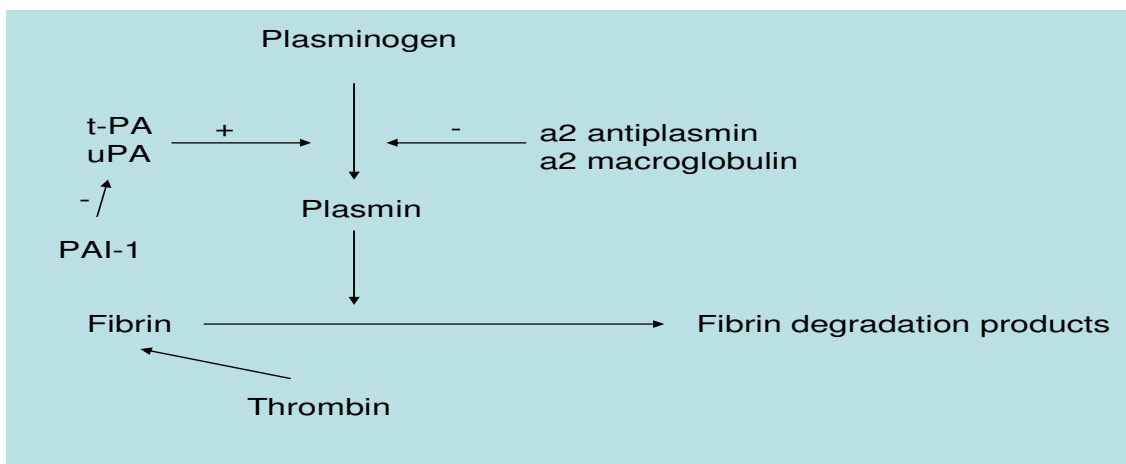 Plasminogen
t-PA
uPA
+
-
a2 antiplasmin
a2 macroglobulin
-
Plasmin
PAI-1
Fibrin
Fibrin degradation products
Thrombin